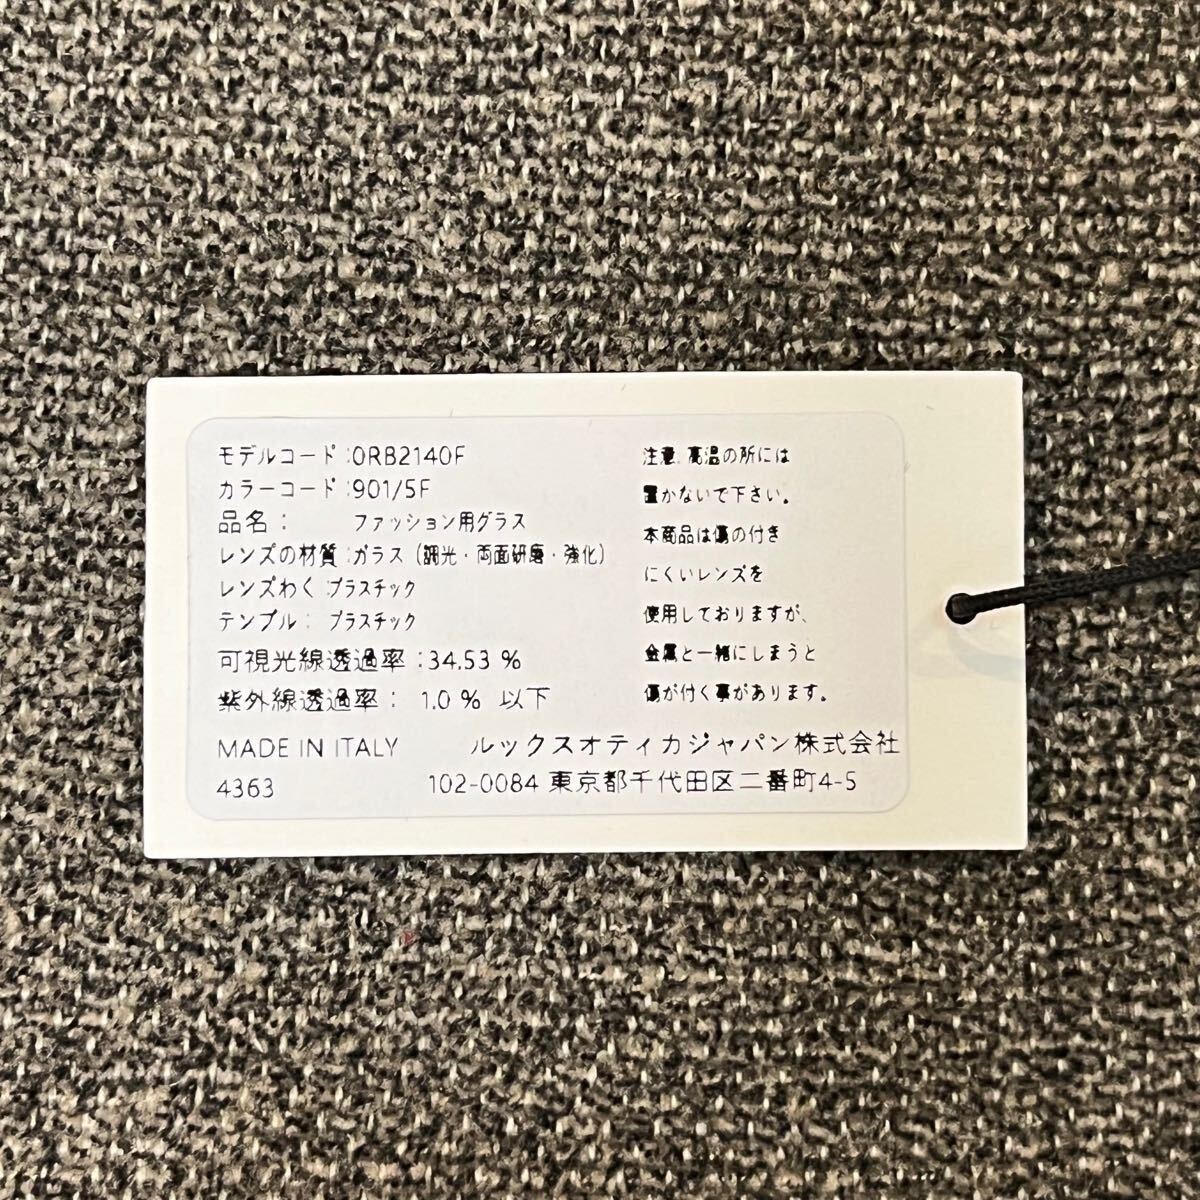 モデルコード:0RB2140F
カラーコード:901/5F
品名: ファッション用グラス
レンズの材質:ガラス(調光・両面研磨・強化)
レンズわく:プラスチック
テンプル: プラスチック
可視光線透過率:34.53 %
紫外線透過率: 1.0 % 以下
MADE IN ITALY
4363
注意.高温の所には
置かないで下さい。
本商品は傷の付き
にくいレンズを
使用しておりますが、
金属と一緒にしまうと
傷が付く事があります。
ルックスオティカジャパン株式会社
102-0084 東京都千代田区二番町4-5